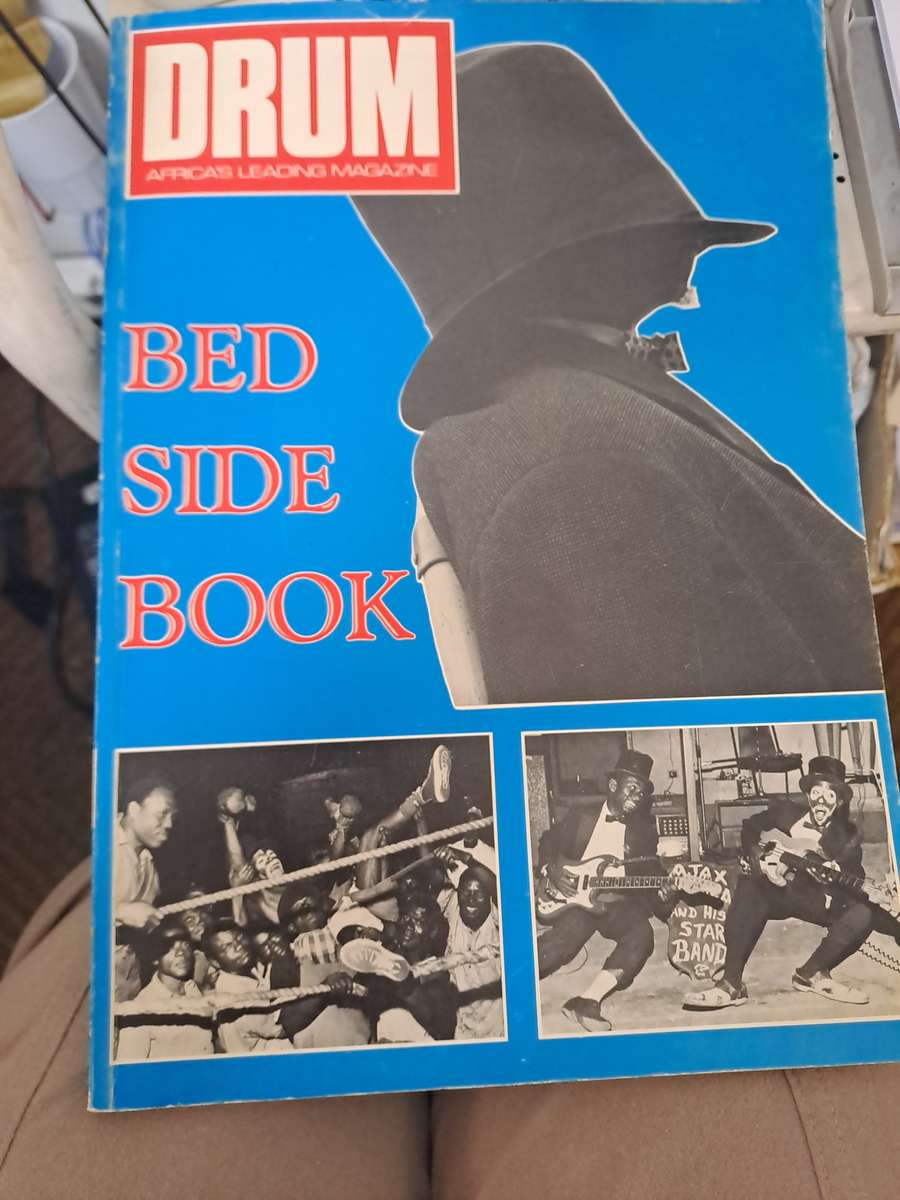 DRUM
AFRICA'S LEADING MAGAZINE
BED
SIDE
BOOK
AJAX
AND HIS
STAR
BAND